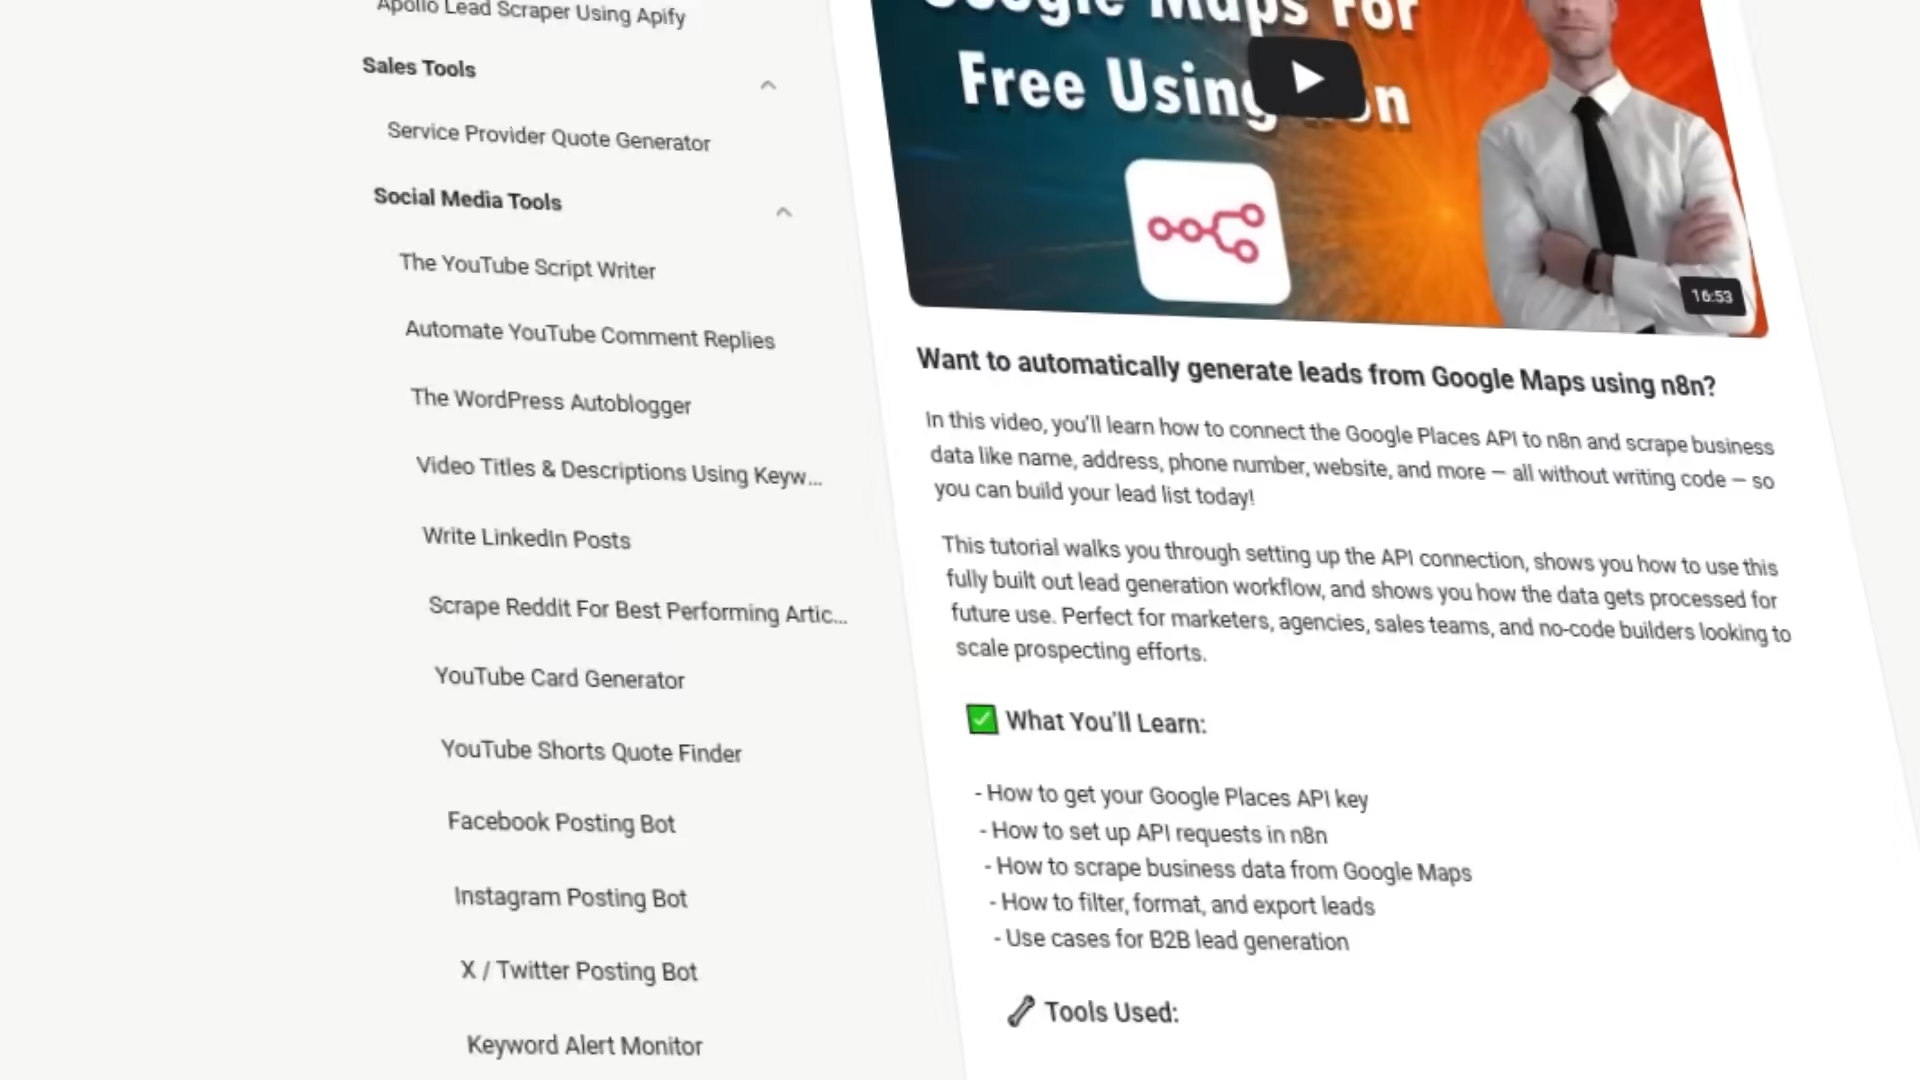 Apollo Lead Scraper Using Apify
Sales Tools
Service Provider Quote Generator
Social Media Tools
The YouTube Script Writer
Automate YouTube Comment Replies
The WordPress Autoblogger
Video Titles & Descriptions Using Keyw...
Write LinkedIn Posts
Scrape Reddit For Best Performing Artic...
YouTube Card Generator
YouTube Shorts Quote Finder
Facebook Posting Bot
Instagram Posting Bot
X / Twitter Posting Bot
Keyword Alert Monitor
Google Maps For
Free Using
16:53
Want to automatically generate leads from Google Maps using n8n?
In this video, you'll learn how to connect the Google Places API to n8n and scrape business
data like name, address, phone number, website, and more – all without writing code – so
you can build your lead list today!
This tutorial walks you through setting up the API connection, shows you how to use this
fully built out lead generation workflow, and shows you how the data gets processed for
future use. Perfect for marketers, agencies, sales teams, and no-code builders looking to
scale prospecting efforts.
✅ What You'll Learn:
- How to get your Google Places API key
- How to set up API requests in n8n
- How to scrape business data from Google Maps
- How to filter, format, and export leads
- Use cases for B2B lead generation
🔧 Tools Used: